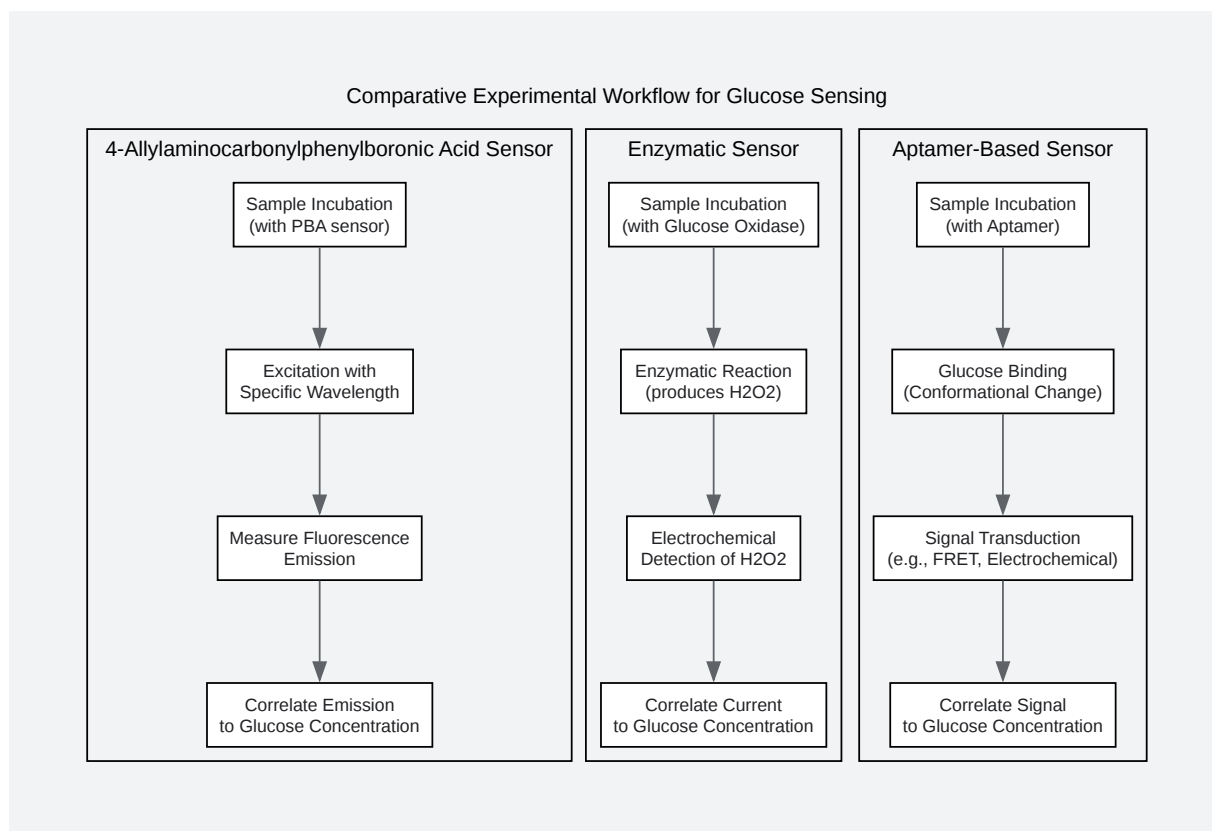 Comparative Experimental Workflow for Glucose Sensing
4-Allylaminocarbonylphenylboronic Acid Sensor
Sample Incubation
(with PBA sensor)
Excitation with
Specific Wavelength
Measure Fluorescence
Emission
Correlate Emission
to Glucose Concentration
Enzymatic Sensor
Sample Incubation
(with Glucose Oxidase)
Enzymatic Reaction
(produces H2O2)
Electrochemical
Detection of H2O2
Correlate Current
to Glucose Concentration
Aptamer-Based Sensor
Sample Incubation
(with Aptamer)
Glucose Binding
(Conformational Change)
Signal Transduction
(e.g., FRET, Electrochemical)
Correlate Signal
to Glucose Concentration